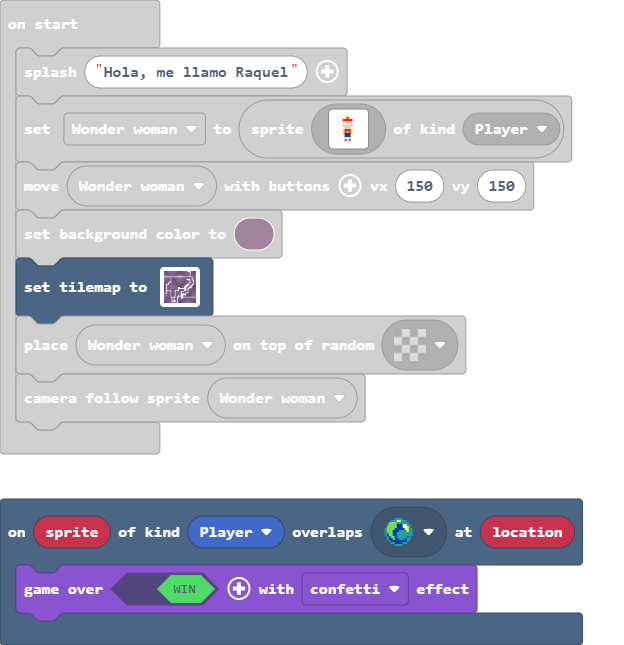 on start
splash "Hola, me llamo Raquel"
set Wonder woman to sprite of kind Player
move Wonder woman with buttons vx 150 vy 150
set background color to
set tilemap to
place Wonder woman on top of random
camera follow sprite Wonder woman
on sprite of kind Player overlaps at location
game over WIN with confetti effect